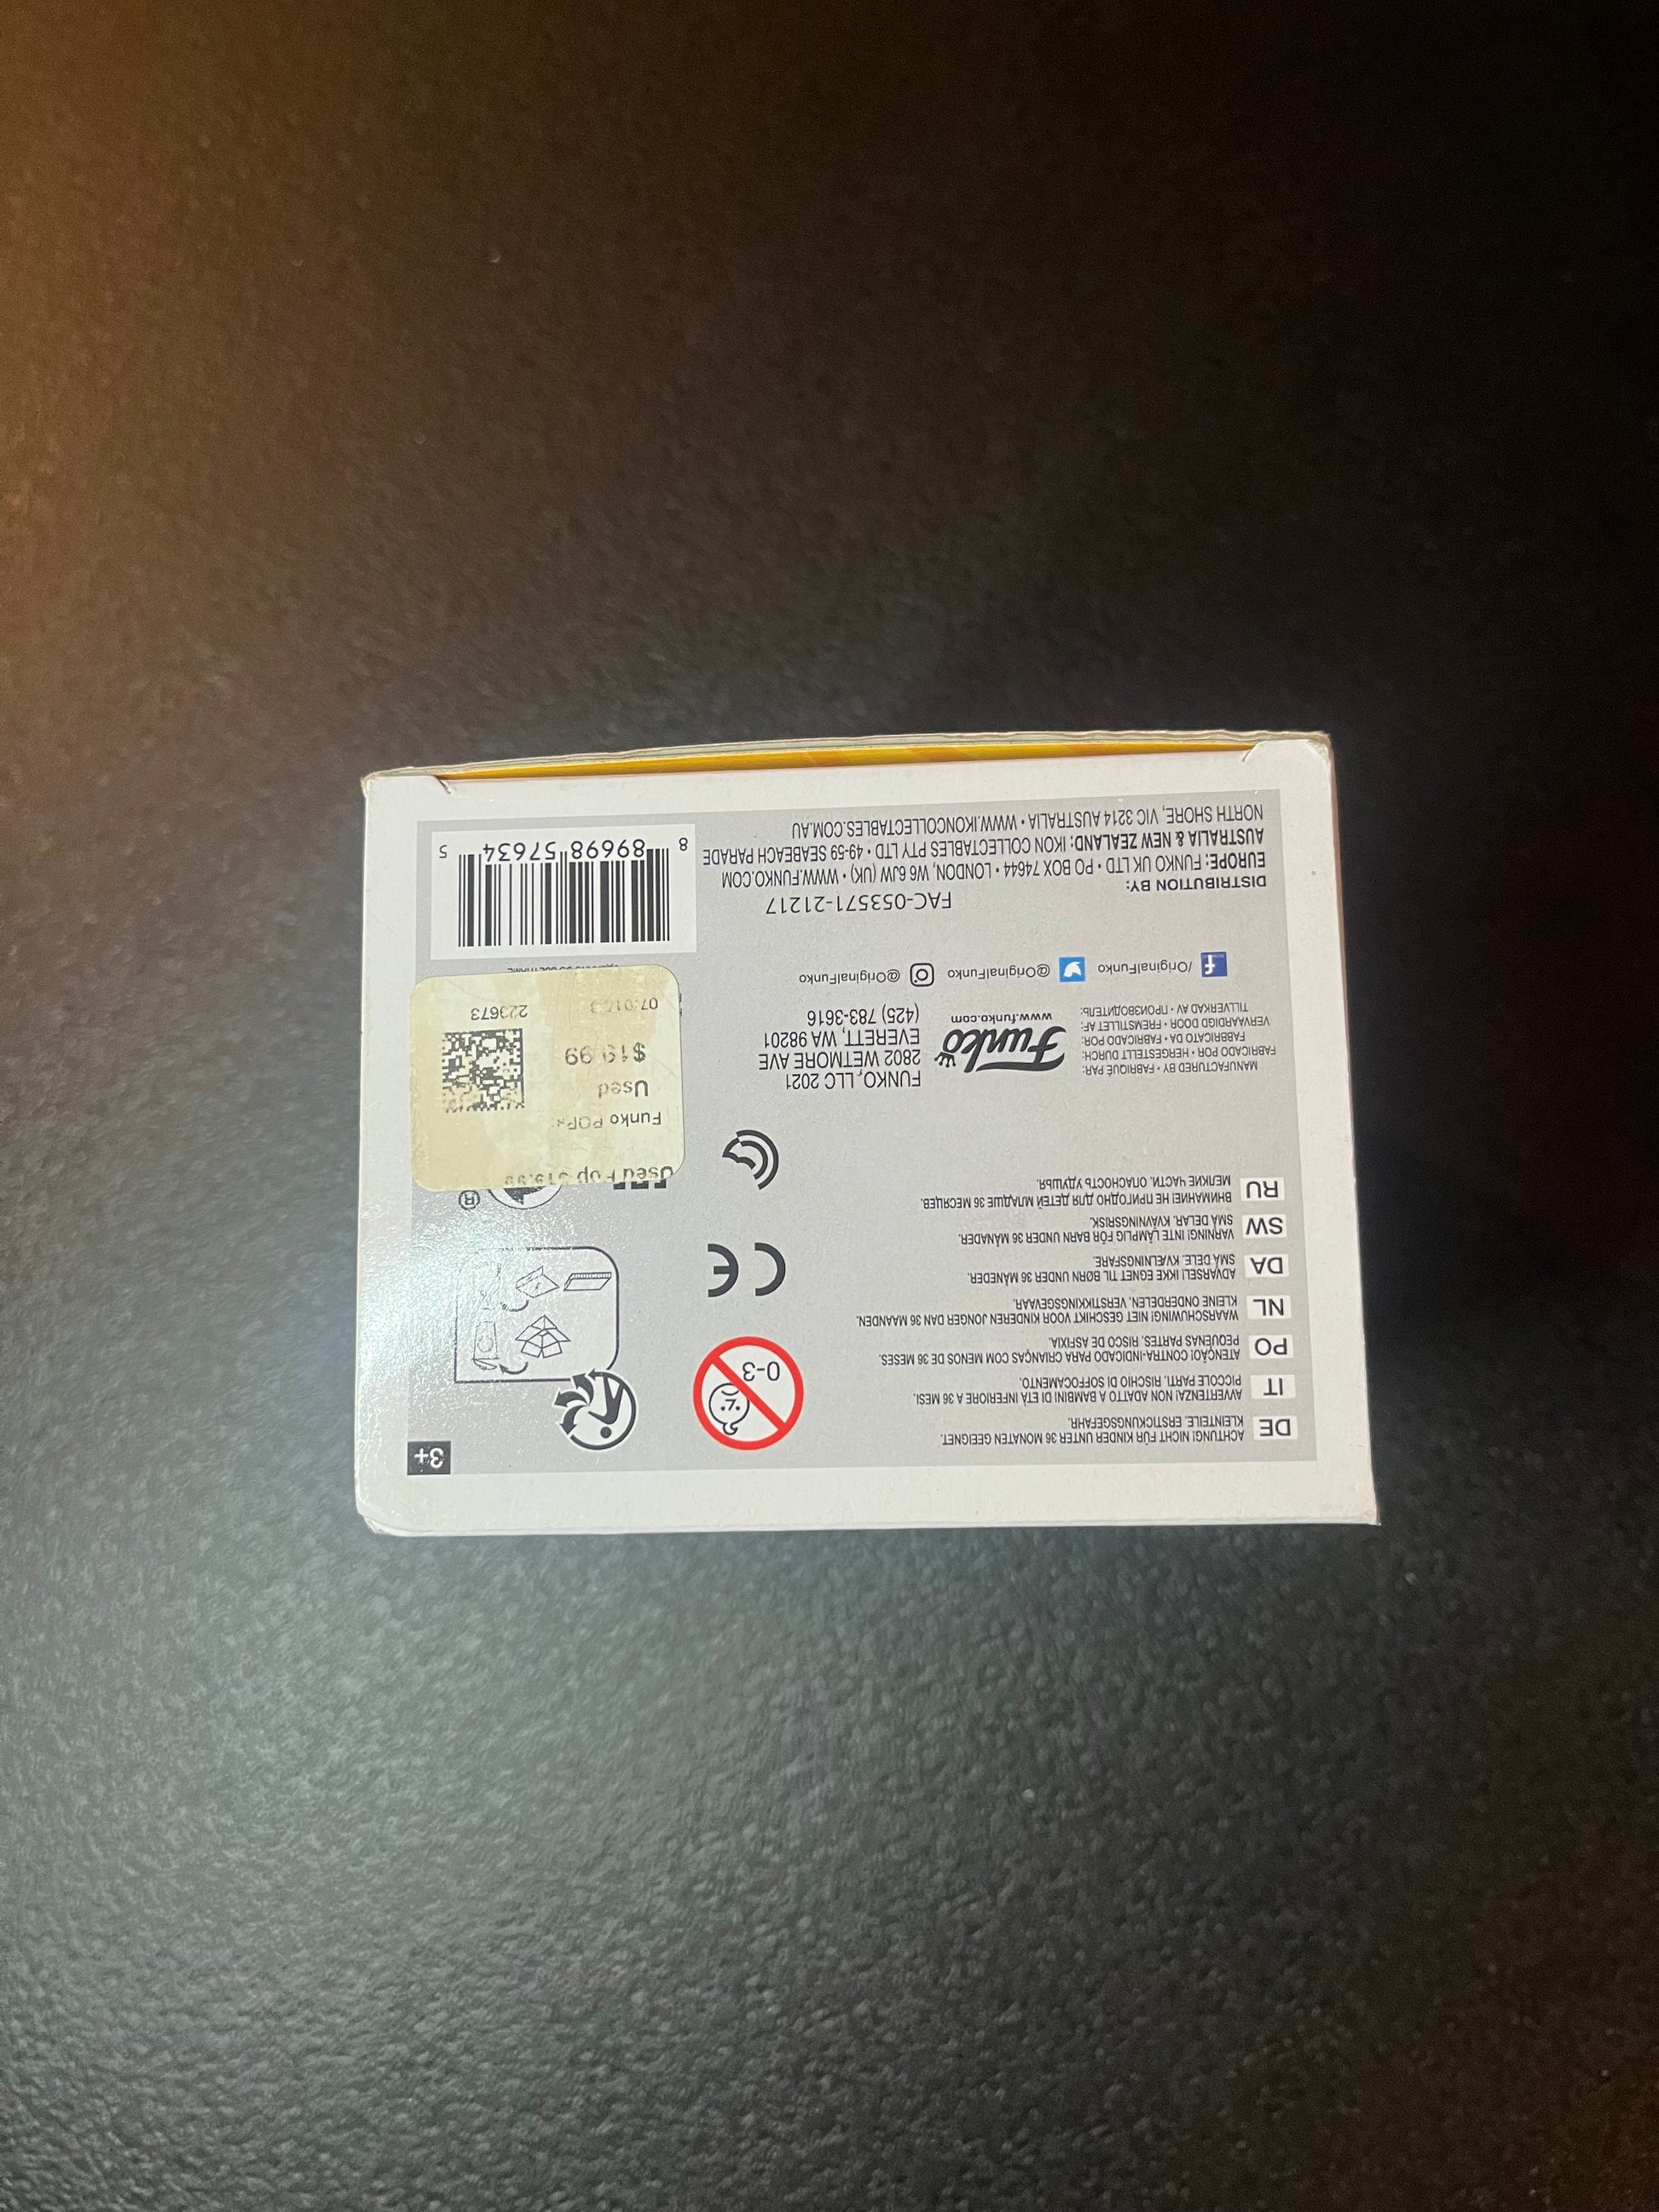 3+
DE
ACHTUNG! NICHT FÜR KINDER UNTER 36 MONATEN GEEIGNET.
KLEINTEILE. ERSTICKUNGSGEFAHR.
IT
AVVERTENZA! NON ADATTO A BAMBINI DI ETÀ INFERIORE A 36 MESI.
PICCOLE PARTI. RISCHIO DI SOFFOCAMENTO.
PO
ATENÇÃO! CONTRA-INDICADO PARA CRIANÇAS COM MENOS DE 36 MESES.
PEQUENAS PARTES. RISCO DE ASFIXIA.
NL
WAARSCHUWING! NIET GESCHIKT VOOR KINDEREN JONGER DAN 36 MAANDEN.
KLEINE ONDERDELEN. VERSTIKKINGSGEVAAR.
DA
ADVARSEL! IKKE EGNET TIL BØRN UNDER 36 MÅNEDER.
SMÅ DELE. KVÆLNINGSFARE.
SW
VARNING! INTE LÄMPLIG FÖR BARN UNDER 36 MÅNADER.
SMÅ DELAR. KVÄVNINGSRISK.
RU
ВНИМАНИЕ! НЕ ПРИГОДНО ДЛЯ ДЕТЕЙ МЛАДШЕ 36 МЕСЯЦЕВ.
МЕЛКИЕ ЧАСТИ. ОПАСНОСТЬ УДУШЬЯ.
0-3
CE
®
MANUFACTURED BY • FABRIQUÉ PAR:
FABRICADO POR • HERGESTELLT DURCH:
FABBRICATO DA • FABRICADO POR:
VERVAARDIGD DOOR • FREMSTILLET AF:
TILLVERKAD AV • ПРОИЗВОДИТЕЛЬ:
Funko
www.funko.com
FUNKO, LLC 2021
2802 WETMORE AVE
EVERETT, WA 98201
(425) 783-3616
Used Pop $19.99
Funko POP
Used
$19.99
223673
/OriginalFunko
@OriginalFunko
@OriginalFunko
FAC-053571-21217
DISTRIBUTION BY:
EUROPE: FUNKO UK LTD • PO BOX 74644 • LONDON, W6 6JW (UK) • WWW.FUNKO.COM
AUSTRALIA & NEW ZEALAND: IKON COLLECTABLES PTY LTD • 49-59 SEABEACH PARADE
NORTH SHORE, VIC 3214 AUSTRALIA • WWW.IKONCOLLECTABLES.COM.AU
8 89698 57634 5